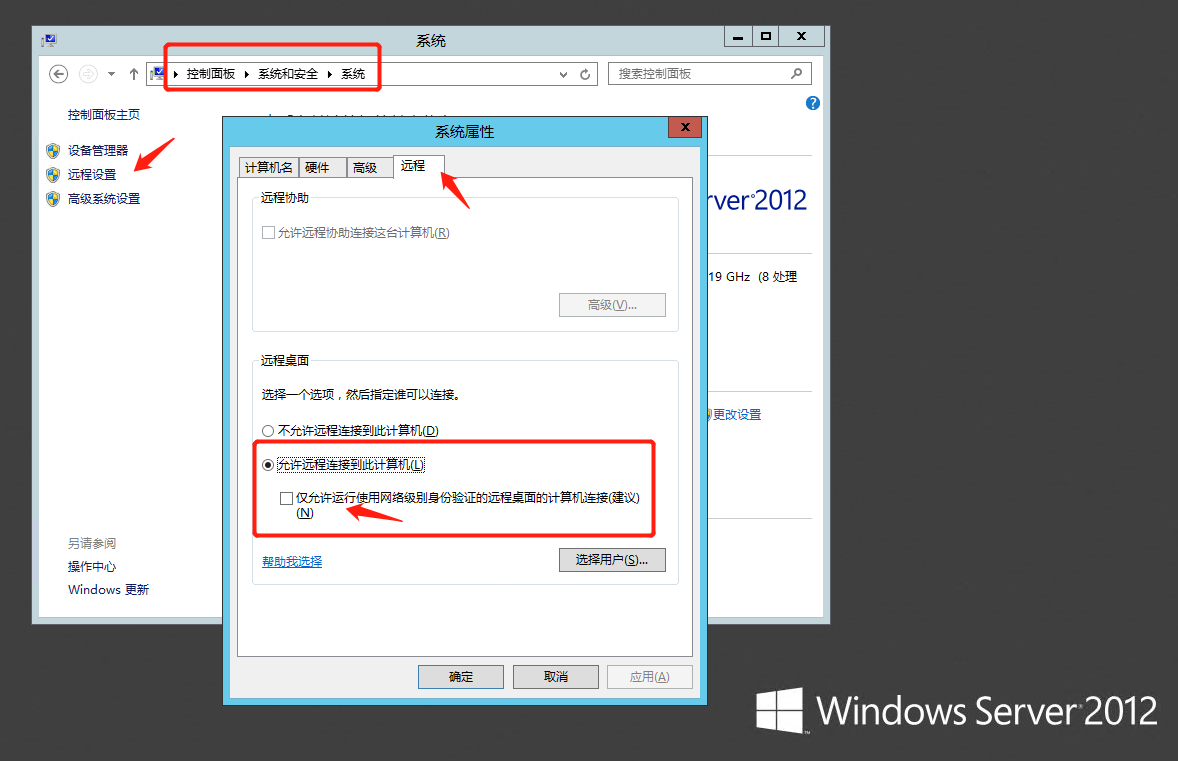 系统
控制面板 系统和安全 系统
搜索控制面板
控制面板主页
设备管理器
远程设置
高级系统设置
系统属性
计算机名 硬件 高级 远程
远程协助
允许远程协助连接这台计算机(R)
高级(V)...
远程桌面
选择一个选项，然后指定谁可以连接。
不允许远程连接到此计算机(D)
允许远程连接到此计算机(L)
仅允许运行使用网络级别身份验证的远程桌面的计算机连接(建议)
(N)
帮助我选择
选择用户(S)...
确定 取消 应用(A)
rver 2012
19 GHz (8 处理
更改设置
另请参阅
操作中心
Windows 更新
Windows Server 2012